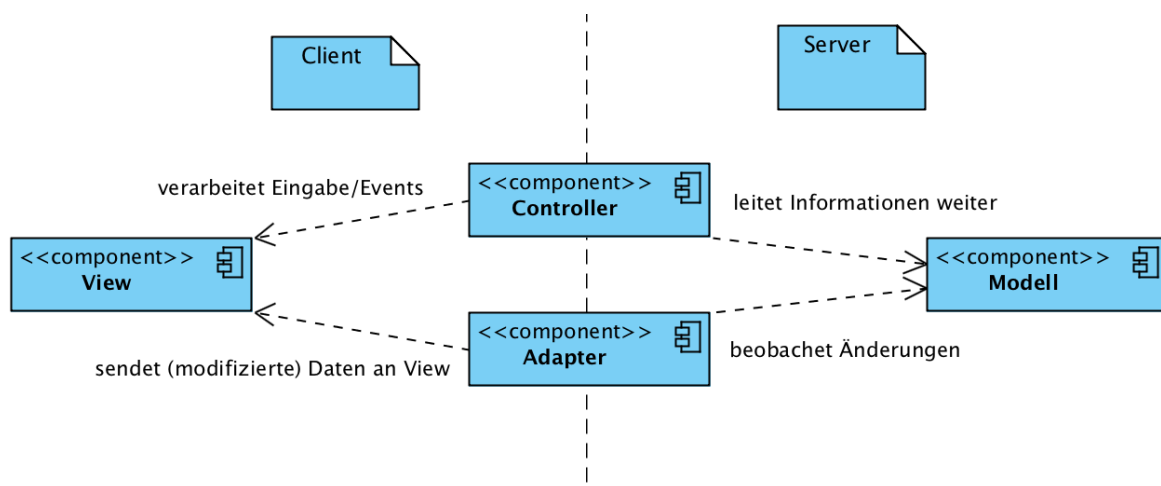 Client
Server
verarbeitet Eingabe/Events
<<component>>
Controller
leitet Informationen weiter
<<component>>
View
<<component>>
Modell
<<component>>
Adapter
sendet (modifizierte) Daten an View
beobachet Änderungen